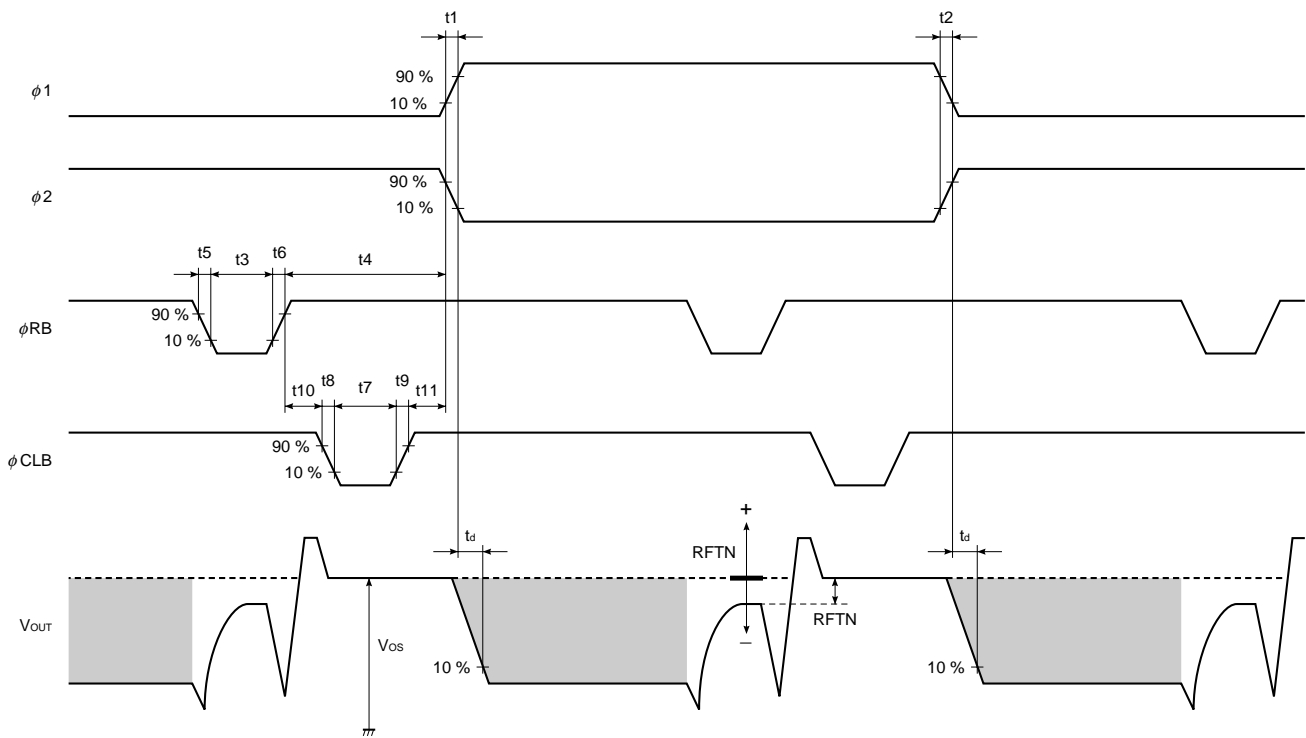 t1 t2
90 %
ϕ1
10 %
90 %
ϕ2
10 %
t5 t3 t6 t4
90 %
ϕRB
10 %
t10 t8 t7 t9 t11
90 %
ϕCLB
10 %
+
td RFTN td
VOUT VOS RFTN
−
10 % 10 %